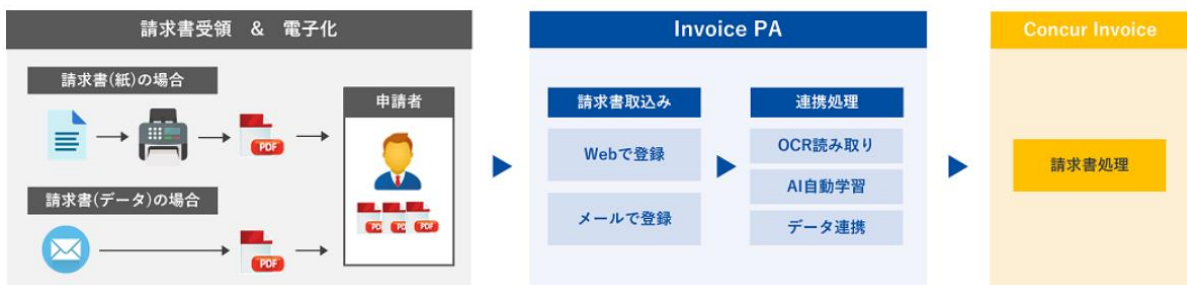 請求書受領 & 電子化
請求書(紙)の場合
PDF
申請者
請求書(データ)の場合
PDF
PDF
Invoice PA
請求書取込み
Webで登録
メールで登録
連携処理
OCR読み取り
AI自動学習
データ連携
Concur Invoice
請求書処理